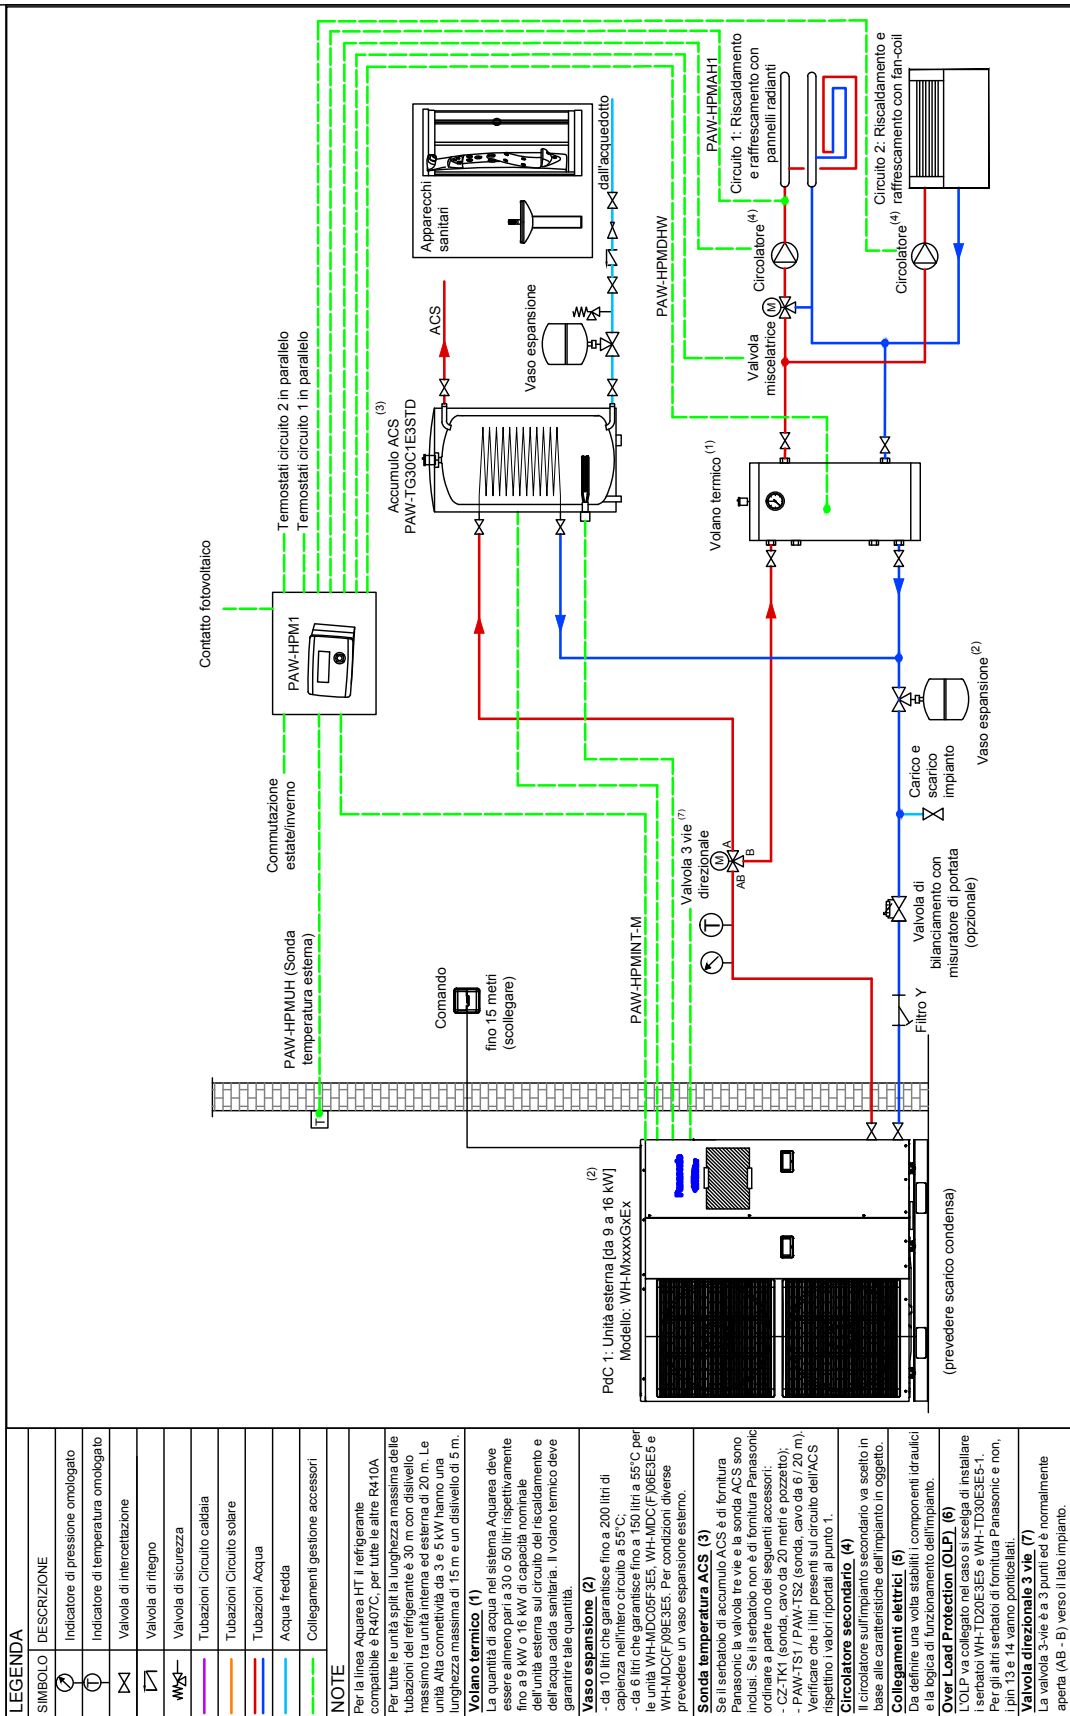 LEGENDA
SIMBOLO DESCRIZIONE
Indicatore di pressione omologato
T Indicatore di temperatura omologato
Valvola di intercettazione
Valvola di ritegno
Valvola di sicurezza
Tubazioni Circuito caldaia
Tubazioni Circuito solare
Tubazioni Acqua
Acqua fredda
Collegamenti gestione accessori
NOTE
Per la linea Aquarea HT il refrigerante
compatibile è R407C, per tutte le altre R410A
Per tutte le unità split la lunghezza massima delle
tubazioni del refrigerante è 30 m con dislivello
massimo tra unità interna ed esterna di 20 m. Le
unità Alta connettività da 3 e 5 kW hanno una
lunghezza massima di 15 m e un dislivello di 5 m.
Volano termico (1)
La quantità di acqua nel sistema Aquarea deve
essere almeno pari a 30 o 50 litri rispettivamente
fino a 9 kW o 16 kW di capacità nominale
dell'unità esterna sul circuito del riscaldamento e
dell'acqua calda sanitaria. Il volano termico deve
garantire tale quantità.
Vaso espansione (2)
- da 10 litri che garantisce fino a 200 litri di
capienza nell'intero circuito a 55°C;
- da 6 litri che garantisce fino a 150 litri a 55°C per
le unità WH-MDC05F3E5, WH-MDC(F)06E3E5 e
WH-MDC(F)09E3E5. Per condizioni diverse
prevedere un vaso espansione esterno.
Sonda temperatura ACS (3)
Se il serbatoio di accumulo ACS è di fornitura
Panasonic la valvola tre vie e la sonda ACS sono
inclusi. Se il serbatoio non è di fornitura Panasonic
ordinare a parte uno dei seguenti accessori:
- CZ-TK1 (sonda, cavo da 20 metri e pozzetto);
- PAW-TS1 / PAW-TS2 (sonda, cavo da 6 / 20 m).
Verificare che i litri presenti sul circuito dell'ACS
rispettino i valori riportati al punto 1.
Circolatore secondario (4)
Il circolatore sull'impianto secondario va scelto in
base alle caratteristiche dell'impianto in oggetto.
Collegamenti elettrici (5)
Da definire una volta stabiliti i componenti idraulici
e la logica di funzionamento dell'impianto.
Over Load Protection (OLP) (6)
L'OLP va collegato nel caso si scelga di installare
i serbatoi WH-TD20E3E5 e WH-TD30E3E5-1.
Per gli altri serbatoi di fornitura Panasonic e non,
i pin 13 e 14 vanno ponticellati.
Valvola direzionale 3 vie (7)
La valvola 3-vie è a 3 punti ed è normalmente
aperta (AB - B) verso il lato impianto.
PdC 1: Unità esterna [da 9 a 16 kW] (2)
Modello: WH-MxxxxGxEx
Panasonic
(prevedere scarico condensa)
T
PAW-HPMUH (Sonda
temperatura esterna)
Comando
fino 15 metri
(scollegare)
PAW-HPMINT-M
Filtro Y
Valvola di
bilanciamento con
misuratore di portata
(opzionale)
Carico e
scarico
impianto
Vaso espansione (2)
T
Valvola 3 vie (7)
direzionale
M
AB
A
B
Commutazione
estate/inverno
Contatto fotovoltaico
PAW-HPM1
Termostati circuito 2 in parallelo
Termostati circuito 1 in parallelo
Accumulo ACS (3)
PAW-TG30C1E3STD
ACS
Vaso espansione
Apparecchi
sanitari
dall'acquedotto
PAW-HPMDHW
PAW-HPMAH1
Volano termico (1)
Valvola
miscelatrice
M
Circolatore (4)
Circolatore (4)
Circuito 1: Riscaldamento
e raffrescamento con
pannelli radianti
Circuito 2: Riscaldamento e
raffrescamento con fan-coil